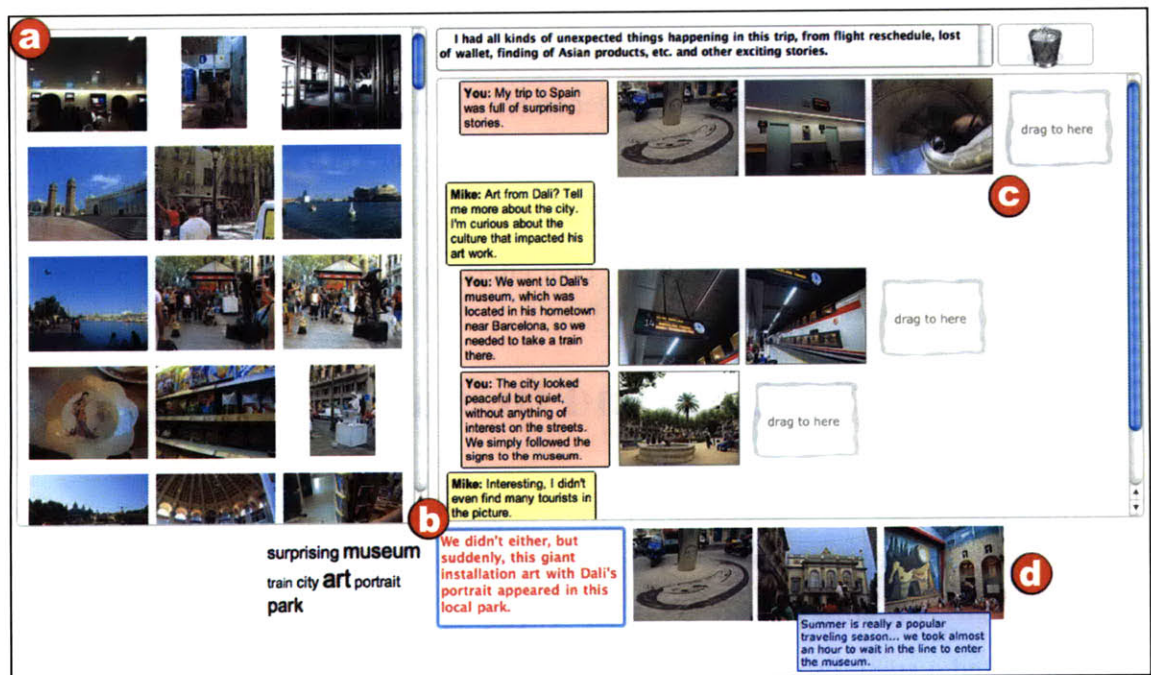 a
I had all kinds of unexpected things happening in this trip, from flight reschedule, lost
of wallet, finding of Asian products, etc. and other exciting stories.
You: My trip to Spain
was full of surprising
stories.
drag to here
c
Mike: Art from Dali? Tell
me more about the city.
I'm curious about the
culture that impacted his
art work.
You: We went to Dali's
museum, which was
located in his hometown
near Barcelona, so we
needed to take a train
there.
drag to here
You: The city looked
peaceful but quiet,
without anything of
interest on the streets.
We simply followed the
signs to the museum.
drag to here
Mike: Interesting, I didn't
even find many tourists in
the picture.
b
We didn't either, but
suddenly, this giant
installation art with Dali's
portrait appeared in this
local park.
d
Summer is really a popular
traveling season... we took almost
an hour to wait in the line to enter
the museum.
surprising museum
train city art portrait
park